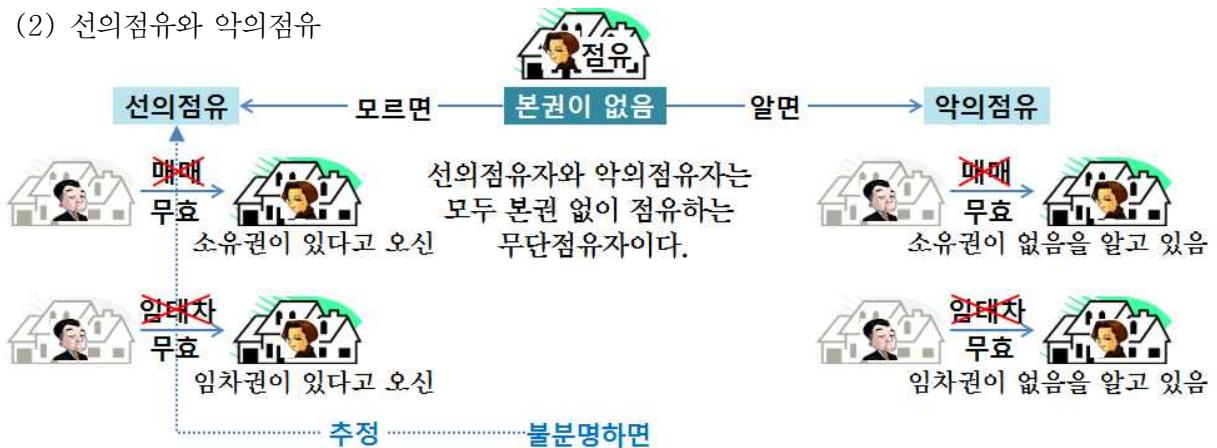 (2) 선의점유와 악의점유
점유
선의점유 모르면 본권이 없음 알면 악의점유
매매
무효
소유권이 있다고 오신
선의점유자와 악의점유자는
모두 본권 없이 점유하는
무단점유자이다.
매매
무효
소유권이 없음을 알고 있음
임대차
무효
임차권이 있다고 오신
임대차
무효
임차권이 없음을 알고 있음
추정 불분명하면